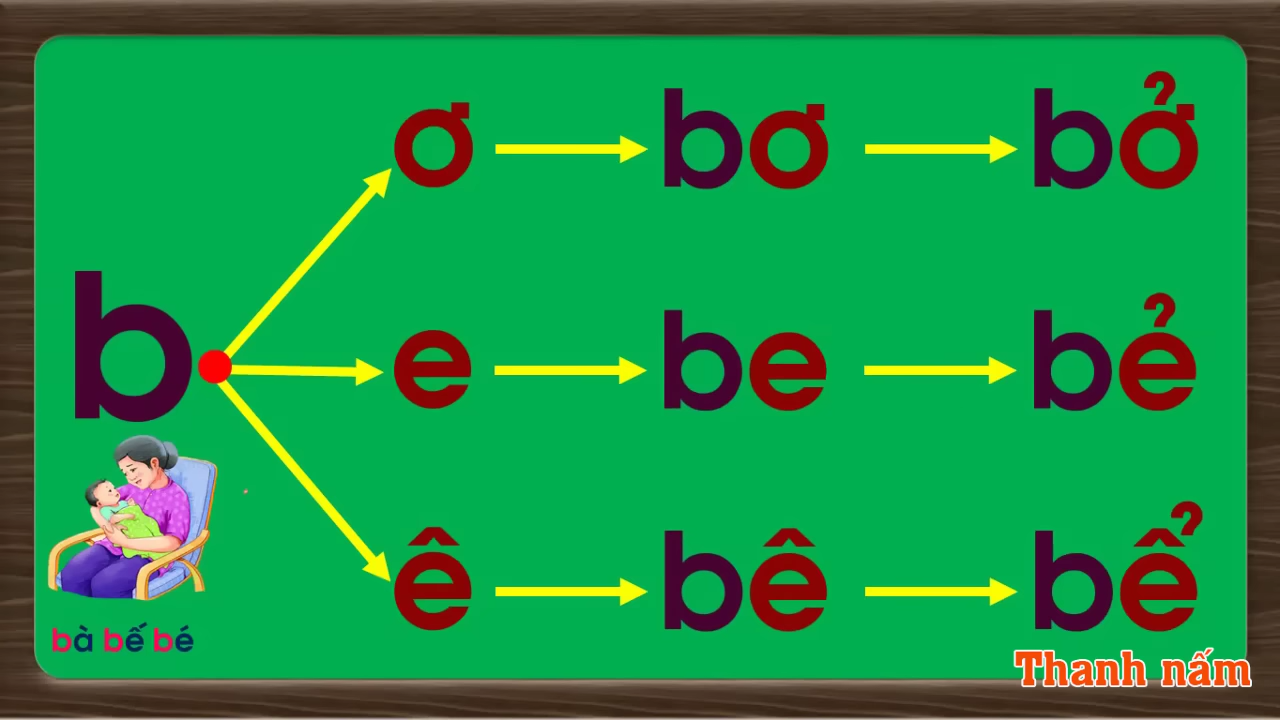 ơ bơ bở
b e be bẻ
ê bê bể
bà bế bé
Thanh nấm